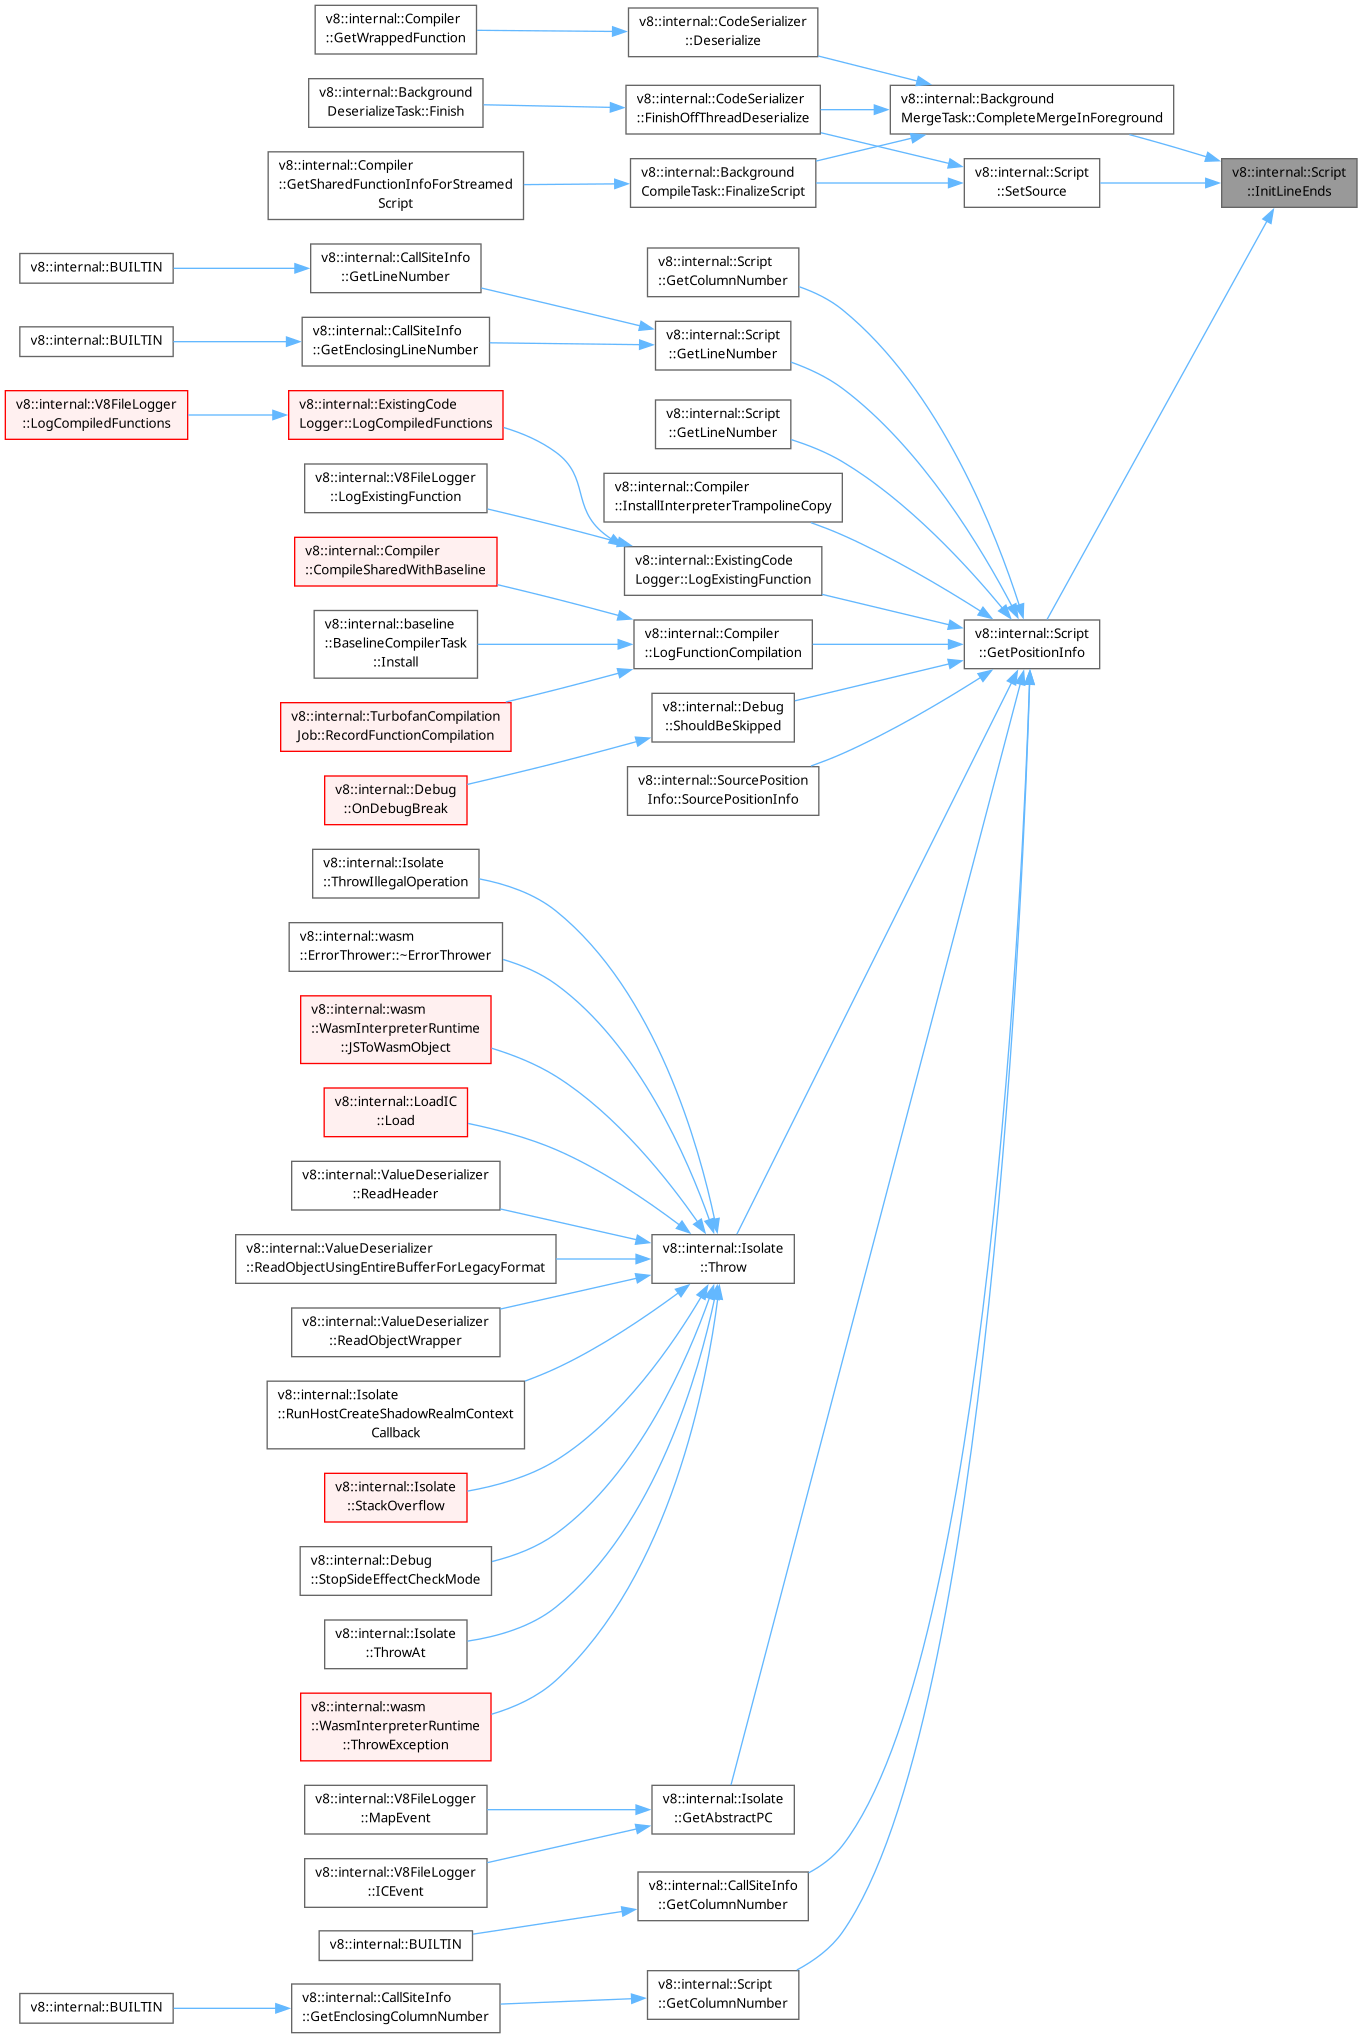 v8::internal::Compiler
::GetWrappedFunction
v8::internal::CodeSerializer
::Deserialize
v8::internal::Background
DeserializeTask::Finish
v8::internal::CodeSerializer
::FinishOffThreadDeserialize
v8::internal::Background
MergeTask::CompleteMergeInForeground
v8::internal::Compiler
::GetSharedFunctionInfoForStreamed
Script
v8::internal::Background
CompileTask::FinalizeScript
v8::internal::Script
::SetSource
v8::internal::Script
::InitLineEnds
v8::internal::BUILTIN
v8::internal::CallSiteInfo
::GetLineNumber
v8::internal::Script
::GetColumnNumber
v8::internal::BUILTIN
v8::internal::CallSiteInfo
::GetEnclosingLineNumber
v8::internal::Script
::GetLineNumber
v8::internal::V8FileLogger
::LogCompiledFunctions
v8::internal::ExistingCode
Logger::LogCompiledFunctions
v8::internal::Script
::GetLineNumber
v8::internal::V8FileLogger
::LogExistingFunction
v8::internal::Compiler
::InstallInterpreterTrampolineCopy
v8::internal::Compiler
::CompileSharedWithBaseline
v8::internal::ExistingCode
Logger::LogExistingFunction
v8::internal::baseline
::BaselineCompilerTask
::Install
v8::internal::Compiler
::LogFunctionCompilation
v8::internal::Script
::GetPositionInfo
v8::internal::TurbofanCompilation
Job::RecordFunctionCompilation
v8::internal::Debug
::ShouldBeSkipped
v8::internal::Debug
::OnDebugBreak
v8::internal::SourcePosition
Info::SourcePositionInfo
v8::internal::Isolate
::ThrowIllegalOperation
v8::internal::wasm
::ErrorThrower::~ErrorThrower
v8::internal::wasm
::WasmInterpreterRuntime
::JSToWasmObject
v8::internal::LoadIC
::Load
v8::internal::ValueDeserializer
::ReadHeader
v8::internal::ValueDeserializer
::ReadObjectUsingEntireBufferForLegacyFormat
v8::internal::Isolate
::Throw
v8::internal::ValueDeserializer
::ReadObjectWrapper
v8::internal::Isolate
::RunHostCreateShadowRealmContext
Callback
v8::internal::Isolate
::StackOverflow
v8::internal::Debug
::StopSideEffectCheckMode
v8::internal::Isolate
::ThrowAt
v8::internal::wasm
::WasmInterpreterRuntime
::ThrowException
v8::internal::V8FileLogger
::MapEvent
v8::internal::Isolate
::GetAbstractPC
v8::internal::V8FileLogger
::ICEvent
v8::internal::CallSiteInfo
::GetColumnNumber
v8::internal::BUILTIN
v8::internal::BUILTIN
v8::internal::CallSiteInfo
::GetEnclosingColumnNumber
v8::internal::Script
::GetColumnNumber